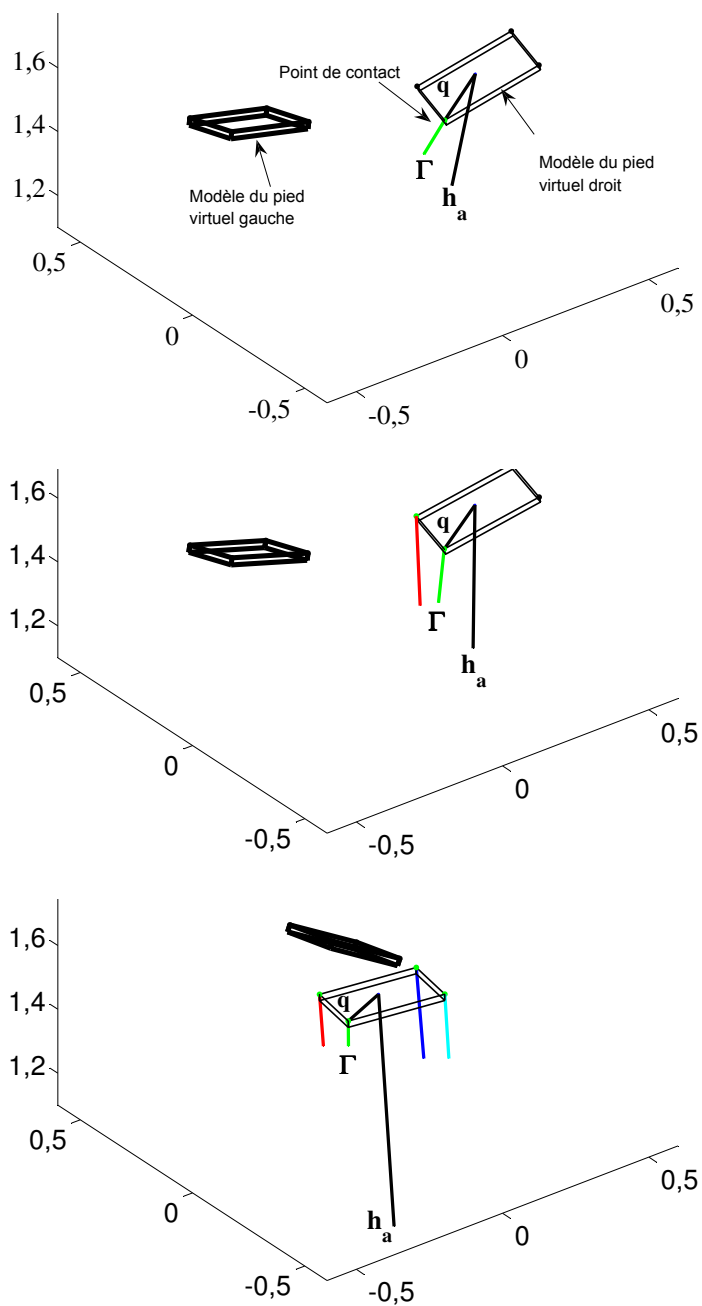 1,6
1,4
1,2
Point de contact
q
Γ
h_a
Modèle du pied
virtuel gauche
Modèle du pied
virtuel droit
0,5
0
-0,5
-0,5
0
0,5
1,6
1,4
1,2
q
Γ
h_a
0,5
0
-0,5
-0,5
0
0,5
1,6
1,4
1,2
q
Γ
h_a
0,5
0
-0,5
-0,5
0
0,5